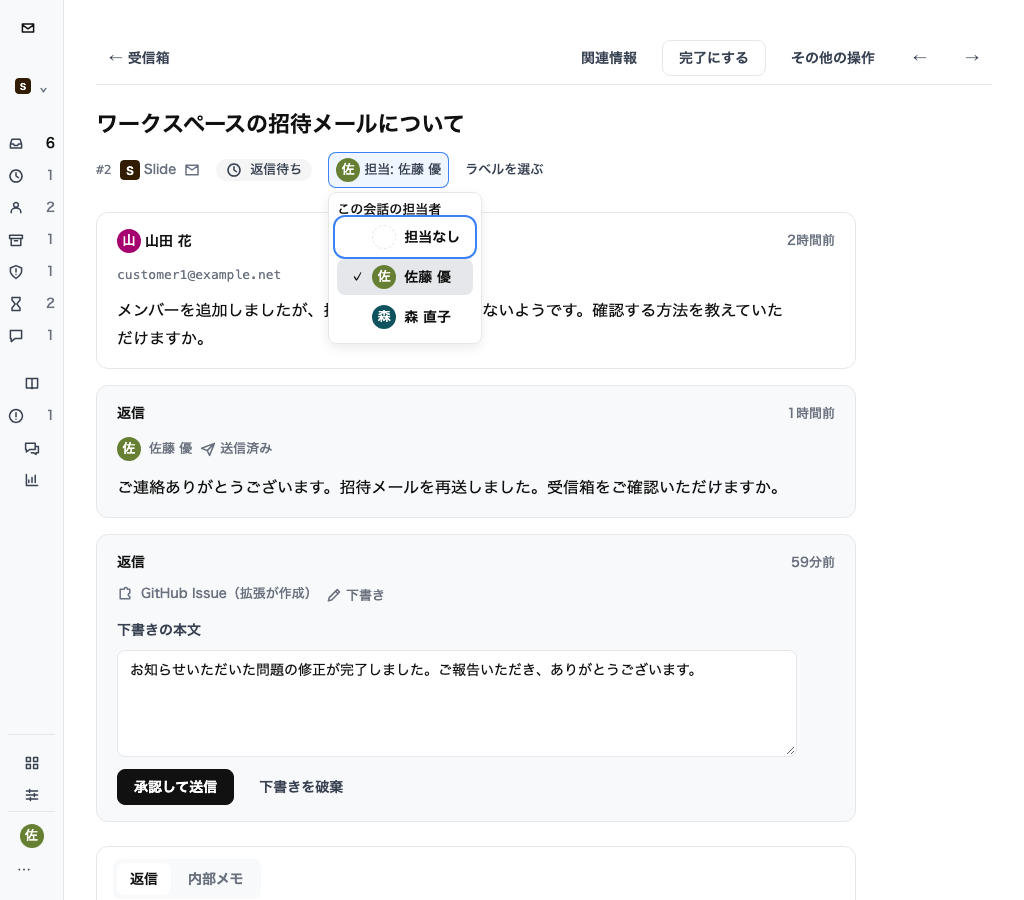 ← 受信箱
関連情報
完了にする
その他の操作
←
→
S
ワークスペースの招待メールについて
#2 S Slide 返信待ち 佐 担当: 佐藤 優 ラベルを選ぶ
この会話の担当者
担当なし
✓ 佐 佐藤 優
森 森 直子
6
1
2
1
1
2
1
1
山 山田 花
2時間前
customer1@example.net
メンバーを追加しましたが、
ないようです。確認する方法を教えていた
だけますか。
返信
1時間前
佐 佐藤 優 送信済み
ご連絡ありがとうございます。招待メールを再送しました。受信箱をご確認いただけますか。
返信
59分前
GitHub Issue（拡張が作成） 下書き
下書きの本文
お知らせいただいた問題の修正が完了しました。ご報告いただき、ありがとうございます。
承認して送信
下書きを破棄
佐
…
返信
内部メモ